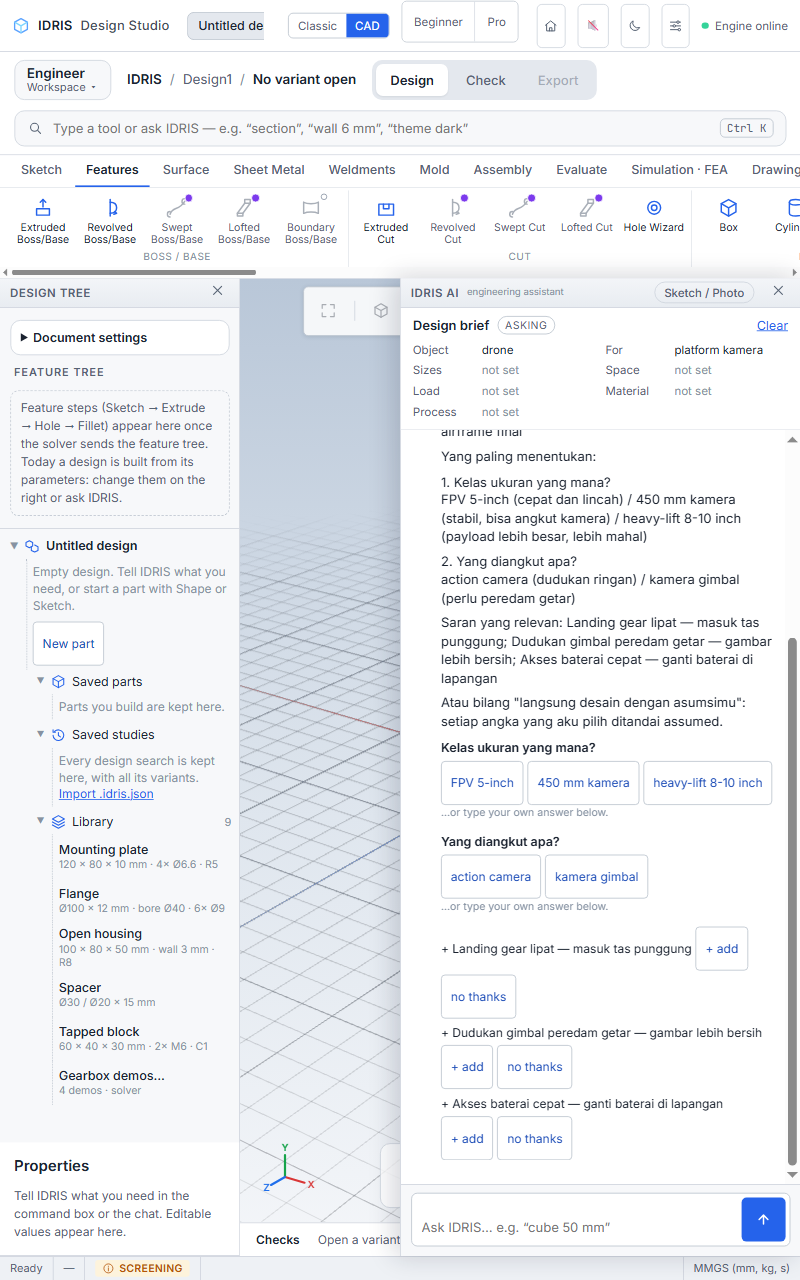 IDRIS Design Studio
Untitled de
Classic CAD
Beginner Pro
Engine online
Engineer
Workspace
IDRIS / Design1 / No variant open
Design Check Export
Type a tool or ask IDRIS — e.g. “section”, “wall 6 mm”, “theme dark”
Ctrl K
Sketch Features Surface Sheet Metal Weldments Mold Assembly Evaluate Simulation · FEA Drawing
Extruded Boss/Base
Revolved Boss/Base
Swept Boss/Base
Lofted Boss/Base
Boundary Boss/Base
BOSS / BASE
Extruded Cut
Revolved Cut
Swept Cut
Lofted Cut
Hole Wizard
CUT
Box
Cylin
DESIGN TREE
Document settings
FEATURE TREE
Feature steps (Sketch → Extrude
→ Hole → Fillet) appear here once
the solver sends the feature tree.
Today a design is built from its
parameters: change them on the
right or ask IDRIS.
Untitled design
Empty design. Tell IDRIS what you
need, or start a part with Shape or
Sketch.
New part
Saved parts
Parts you build are kept here.
Saved studies
Every design search is kept
here, with all its variants.
Import .idris.json
Library 9
Mounting plate
120 × 80 × 10 mm · 4× Ø6.6 · R5
Flange
Ø100 × 12 mm · bore Ø40 · 6× Ø9
Open housing
100 × 80 × 50 mm · wall 3 mm ·
R8
Spacer
Ø30 / Ø20 × 15 mm
Tapped block
60 × 40 × 30 mm · 2× M6 · C1
Gearbox demos...
4 demos · solver
Properties
Tell IDRIS what you need in the
command box or the chat. Editable
values appear here.
Y
X
Z
Checks Open a variant
IDRIS AI engineering assistant
Sketch / Photo
Design brief ASKING Clear
Object drone For platform kamera
Sizes not set Space not set
Load not set Material not set
Process not set
airframe final
Yang paling menentukan:
1. Kelas ukuran yang mana?
FPV 5-inch (cepat dan lincah) / 450 mm kamera
(stabil, bisa angkut kamera) / heavy-lift 8-10 inch
(payload lebih besar, lebih mahal)
2. Yang diangkut apa?
action camera (dudukan ringan) / kamera gimbal
(perlu peredam getar)
Saran yang relevan: Landing gear lipat — masuk tas
punggung; Dudukan gimbal peredam getar — gambar
lebih bersih; Akses baterai cepat — ganti baterai di
lapangan
Atau bilang "langsung desain dengan asumsimu":
setiap angka yang aku pilih ditandai assumed.
Kelas ukuran yang mana?
FPV 5-inch 450 mm kamera heavy-lift 8-10 inch
...or type your own answer below.
Yang diangkut apa?
action camera kamera gimbal
...or type your own answer below.
+ Landing gear lipat — masuk tas punggung + add
no thanks
+ Dudukan gimbal peredam getar — gambar lebih bersih
+ add no thanks
+ Akses baterai cepat — ganti baterai di lapangan
+ add no thanks
Ask IDRIS... e.g. “cube 50 mm”
Ready — SCREENING MMGS (mm, kg, s)